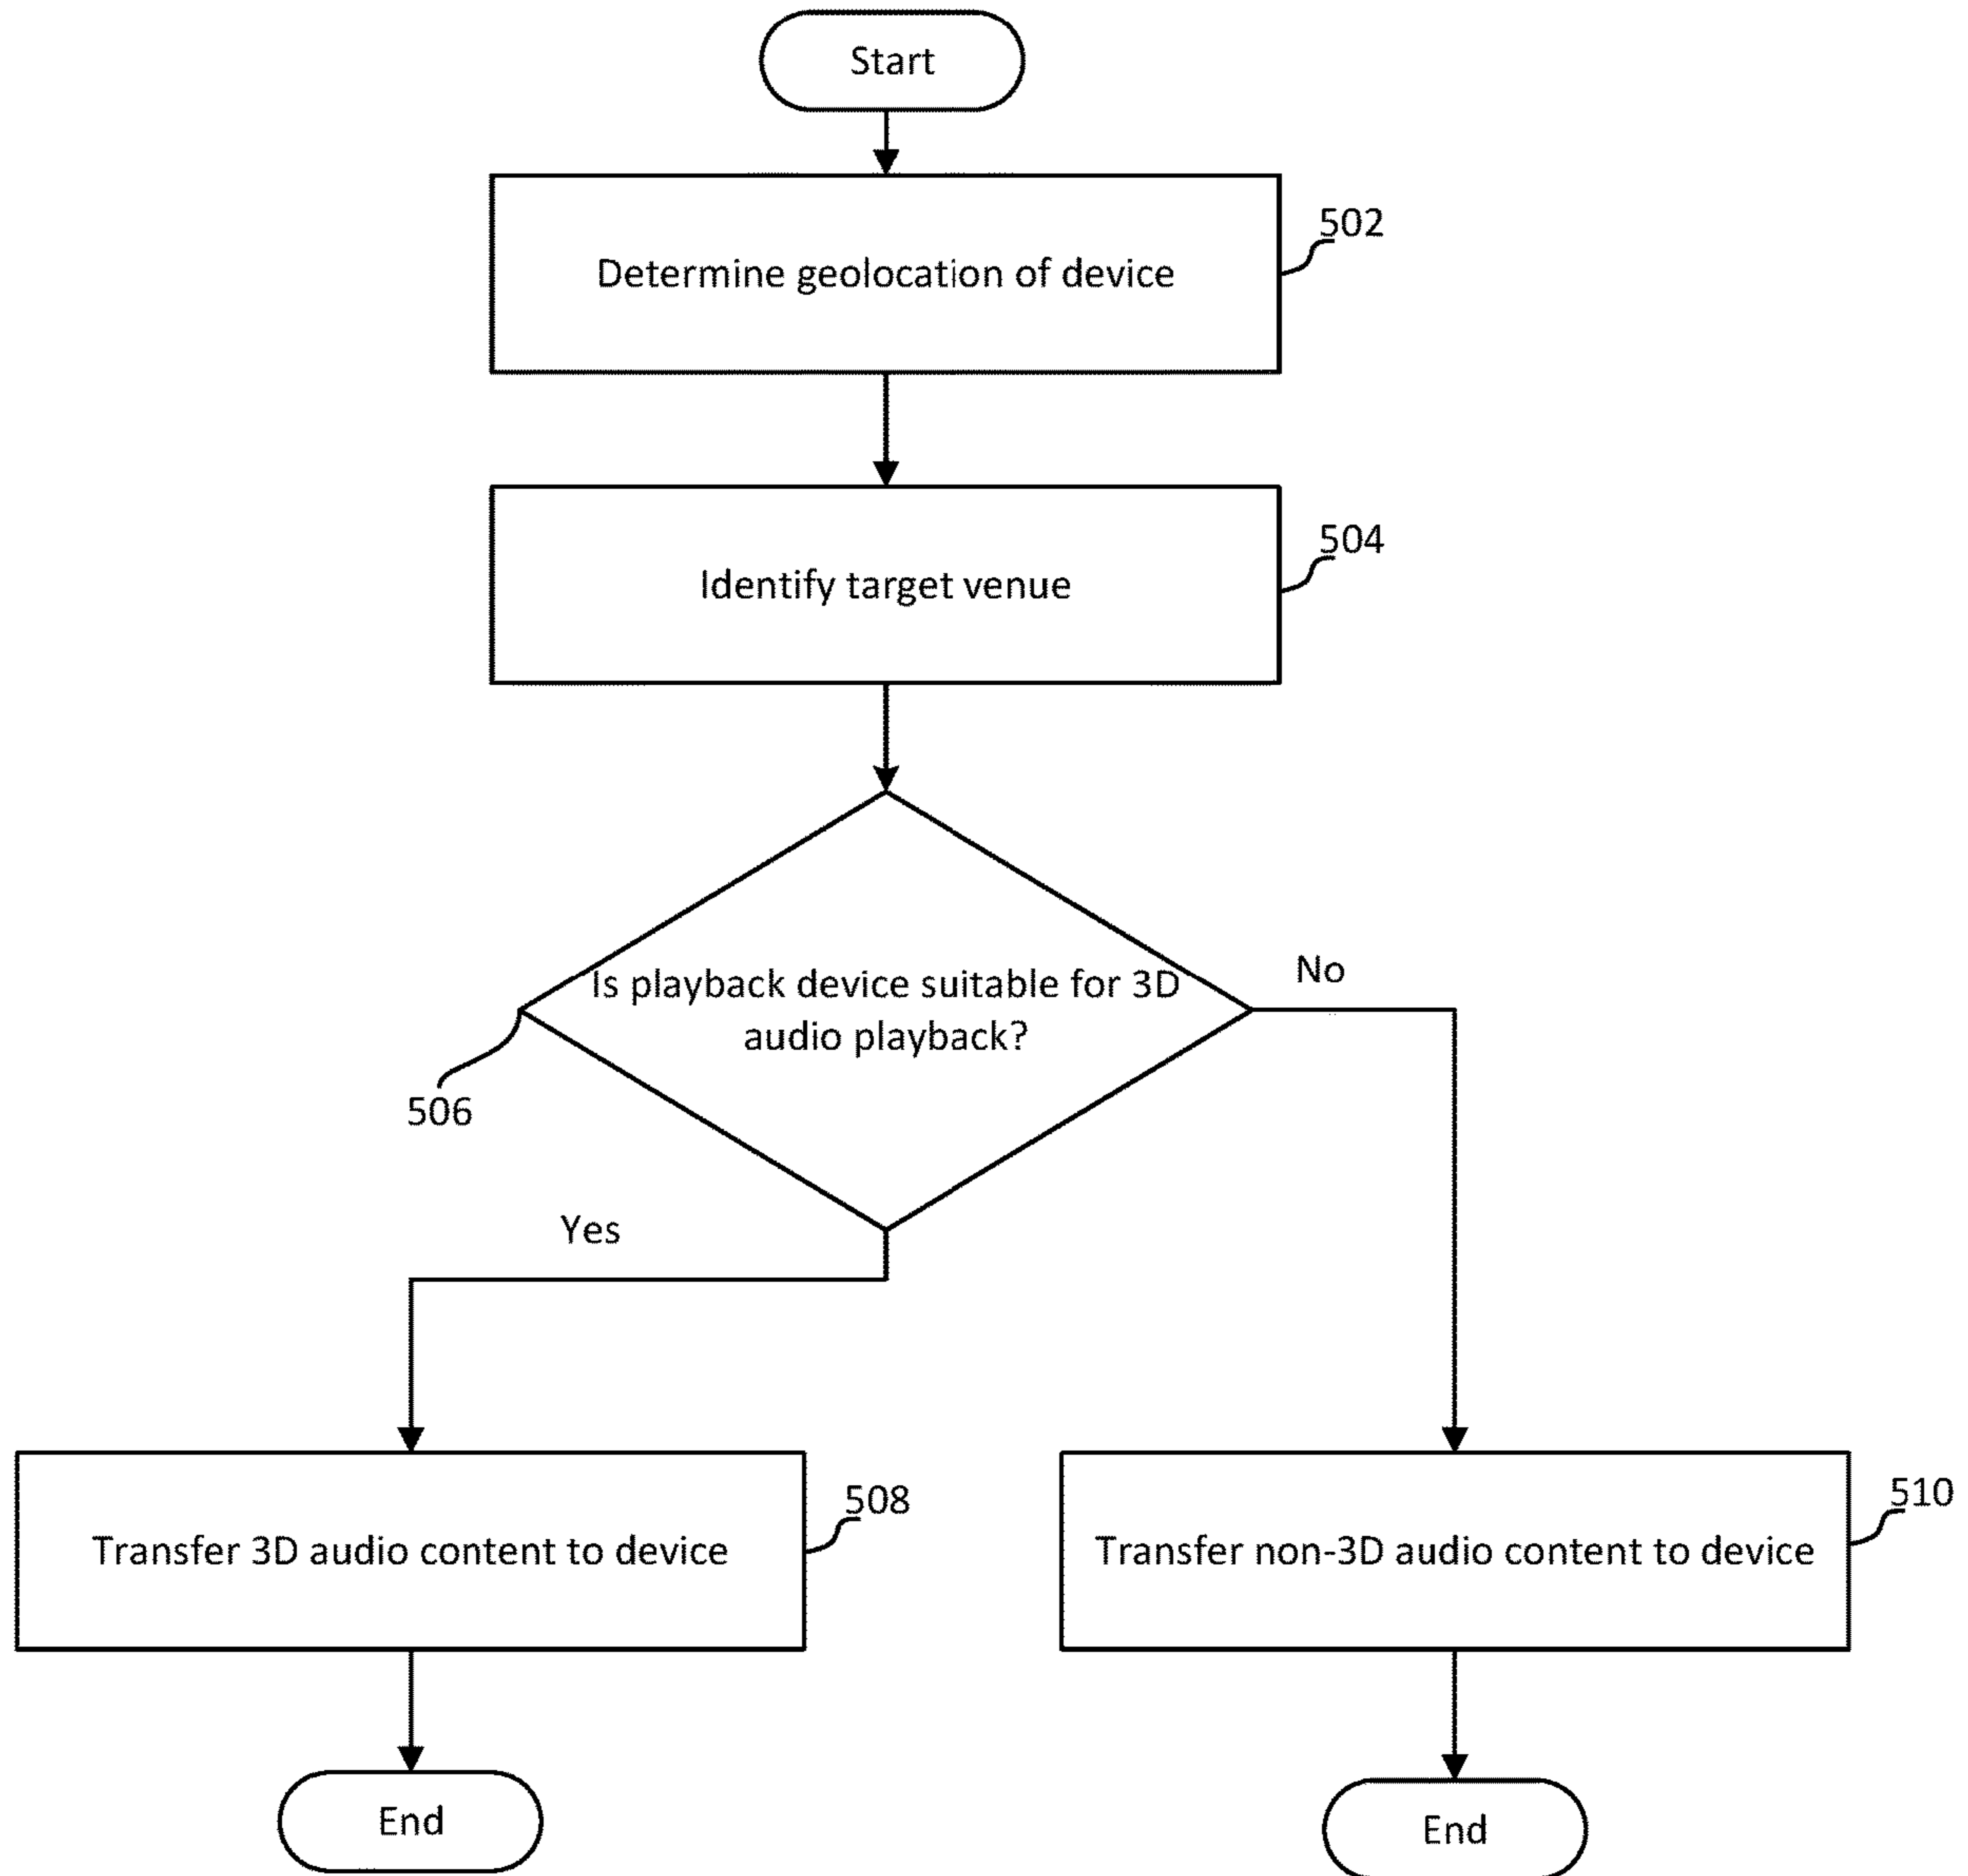 Start
502
Determine geolocation of device
504
Identify target venue
Is playback device suitable for 3D
audio playback?
No
506
Yes
508
Transfer 3D audio content to device
510
Transfer non-3D audio content to device
End
End